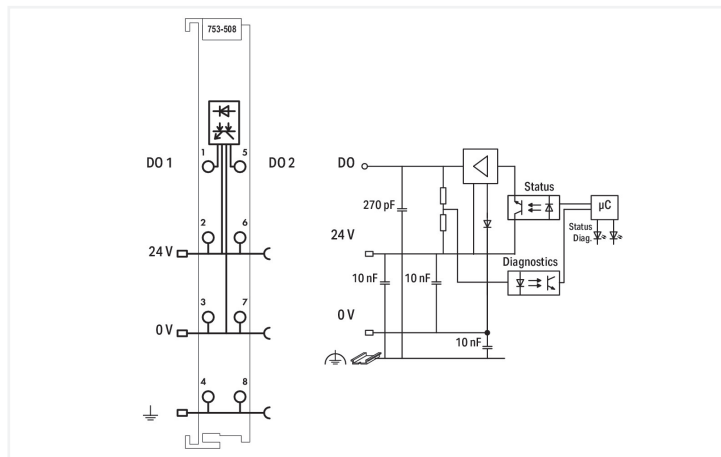 753-508
DO 1
1
5
DO 2
2
6
24 V
3
7
0 V
4
8
DO
270 pF
Status
µC
Status
Diag.
24 V
Diagnostics
10 nF
10 nF
0 V
10 nF